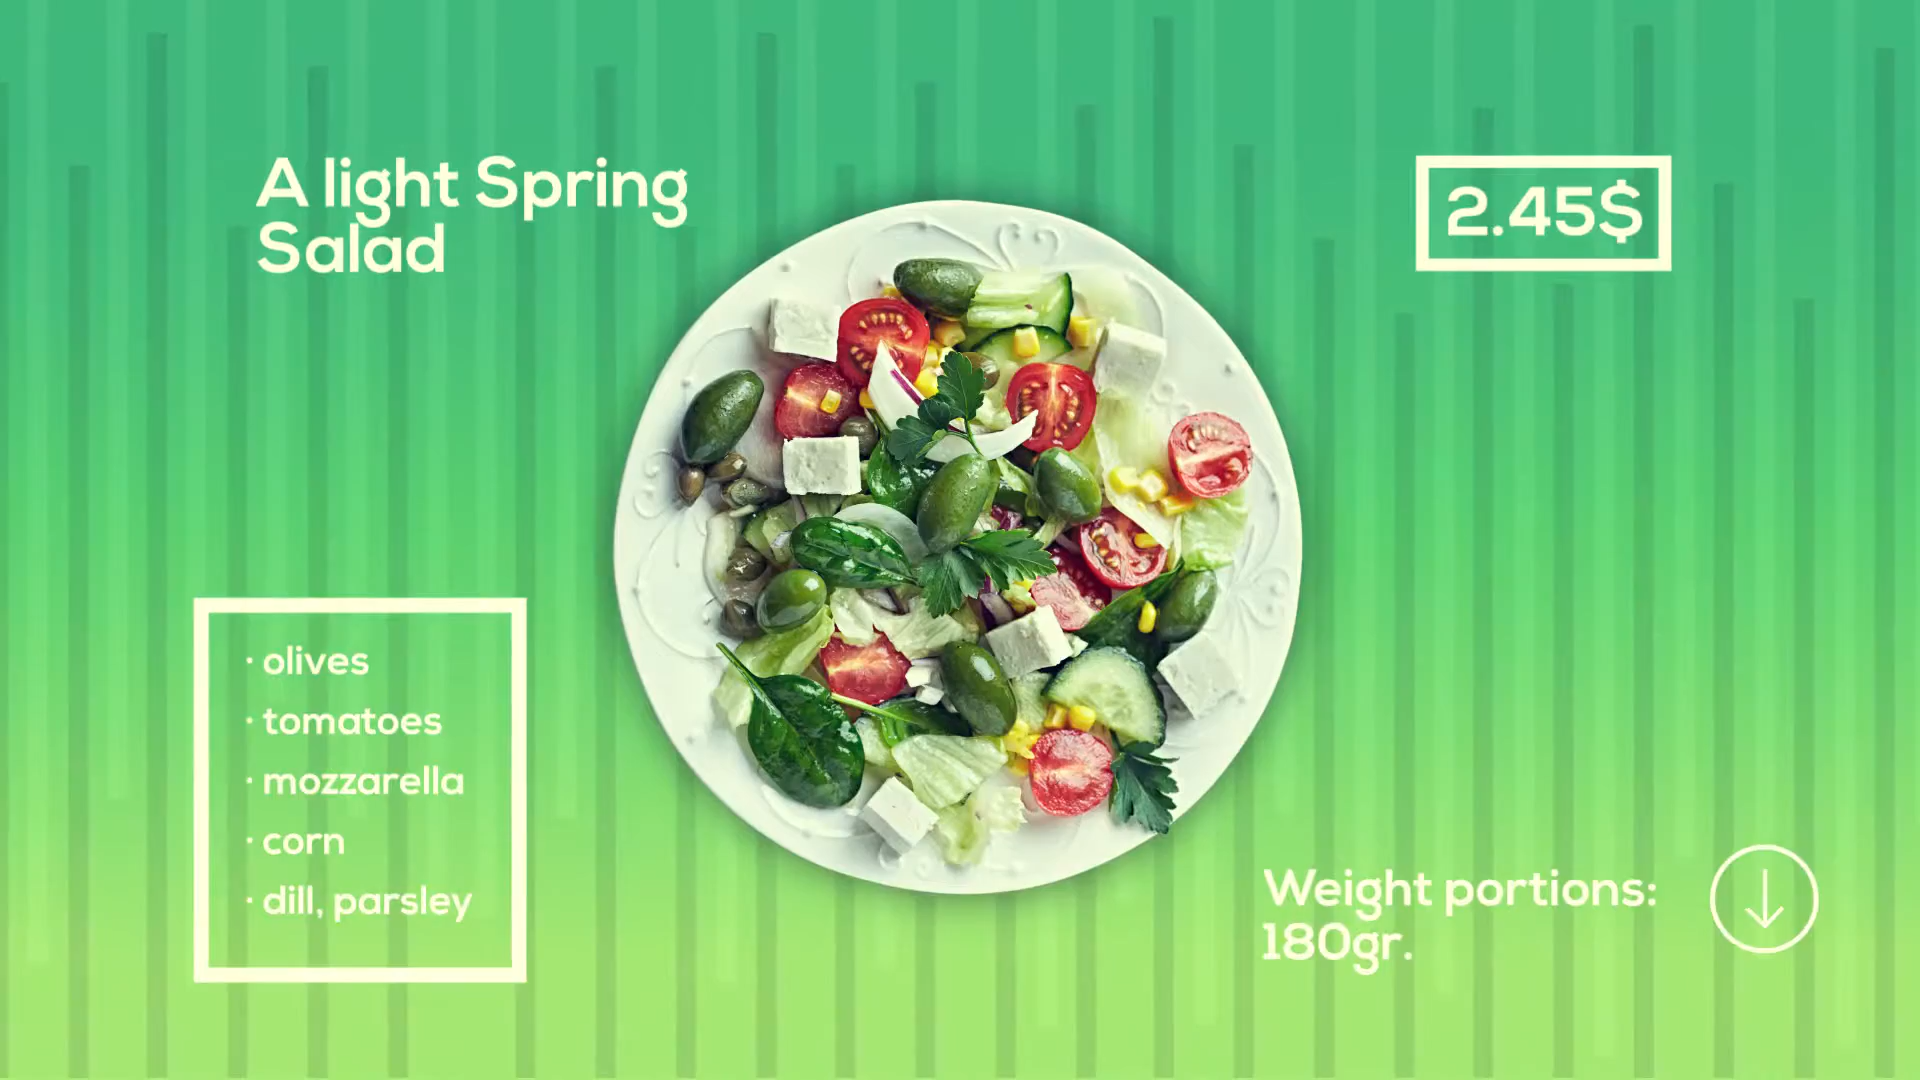 A light Spring
Salad
2.45$
· olives
· tomatoes
· mozzarella
· corn
· dill, parsley
Weight portions:
180gr.